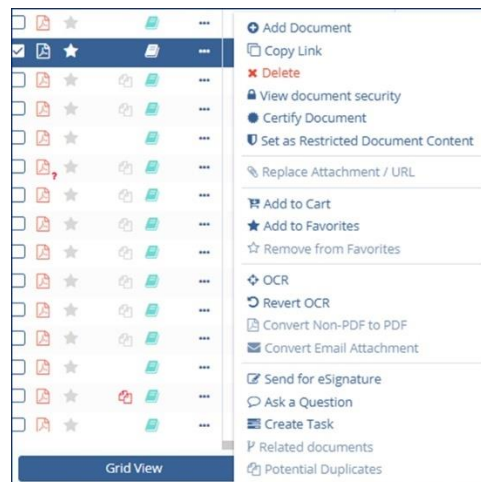 Add Document
Copy Link
Delete
View document security
Certify Document
Set as Restricted Document Content
Replace Attachment / URL
Add to Cart
Add to Favorites
Remove from Favorites
OCR
Revert OCR
Convert Non-PDF to PDF
Convert Email Attachment
Send for eSignature
Ask a Question
Create Task
Related documents
Potential Duplicates
?
Grid View